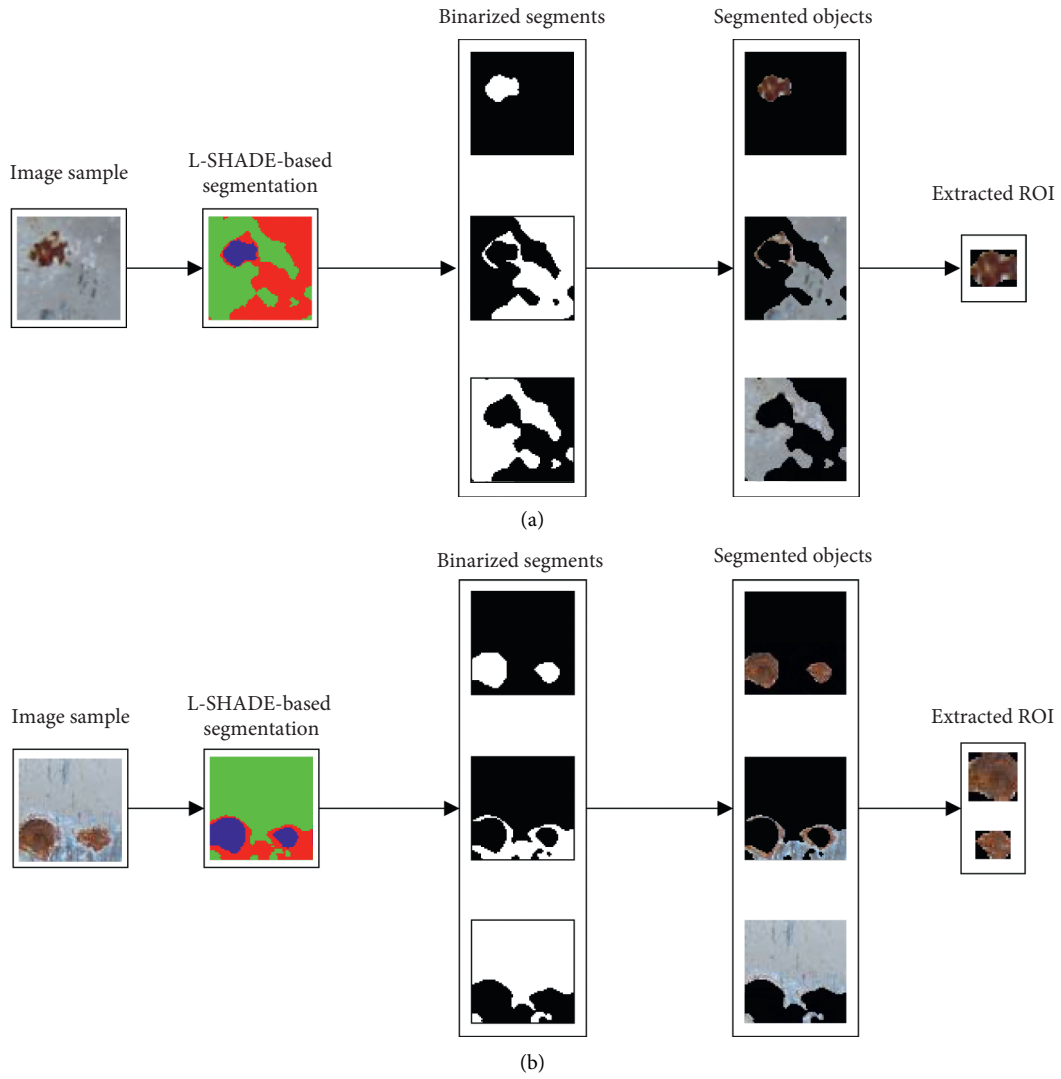 Binarized segments
Segmented objects
Image sample
L-SHADE-based
segmentation
Extracted ROI
(a)
Binarized segments
Segmented objects
Image sample
L-SHADE-based
segmentation
Extracted ROI
(b)